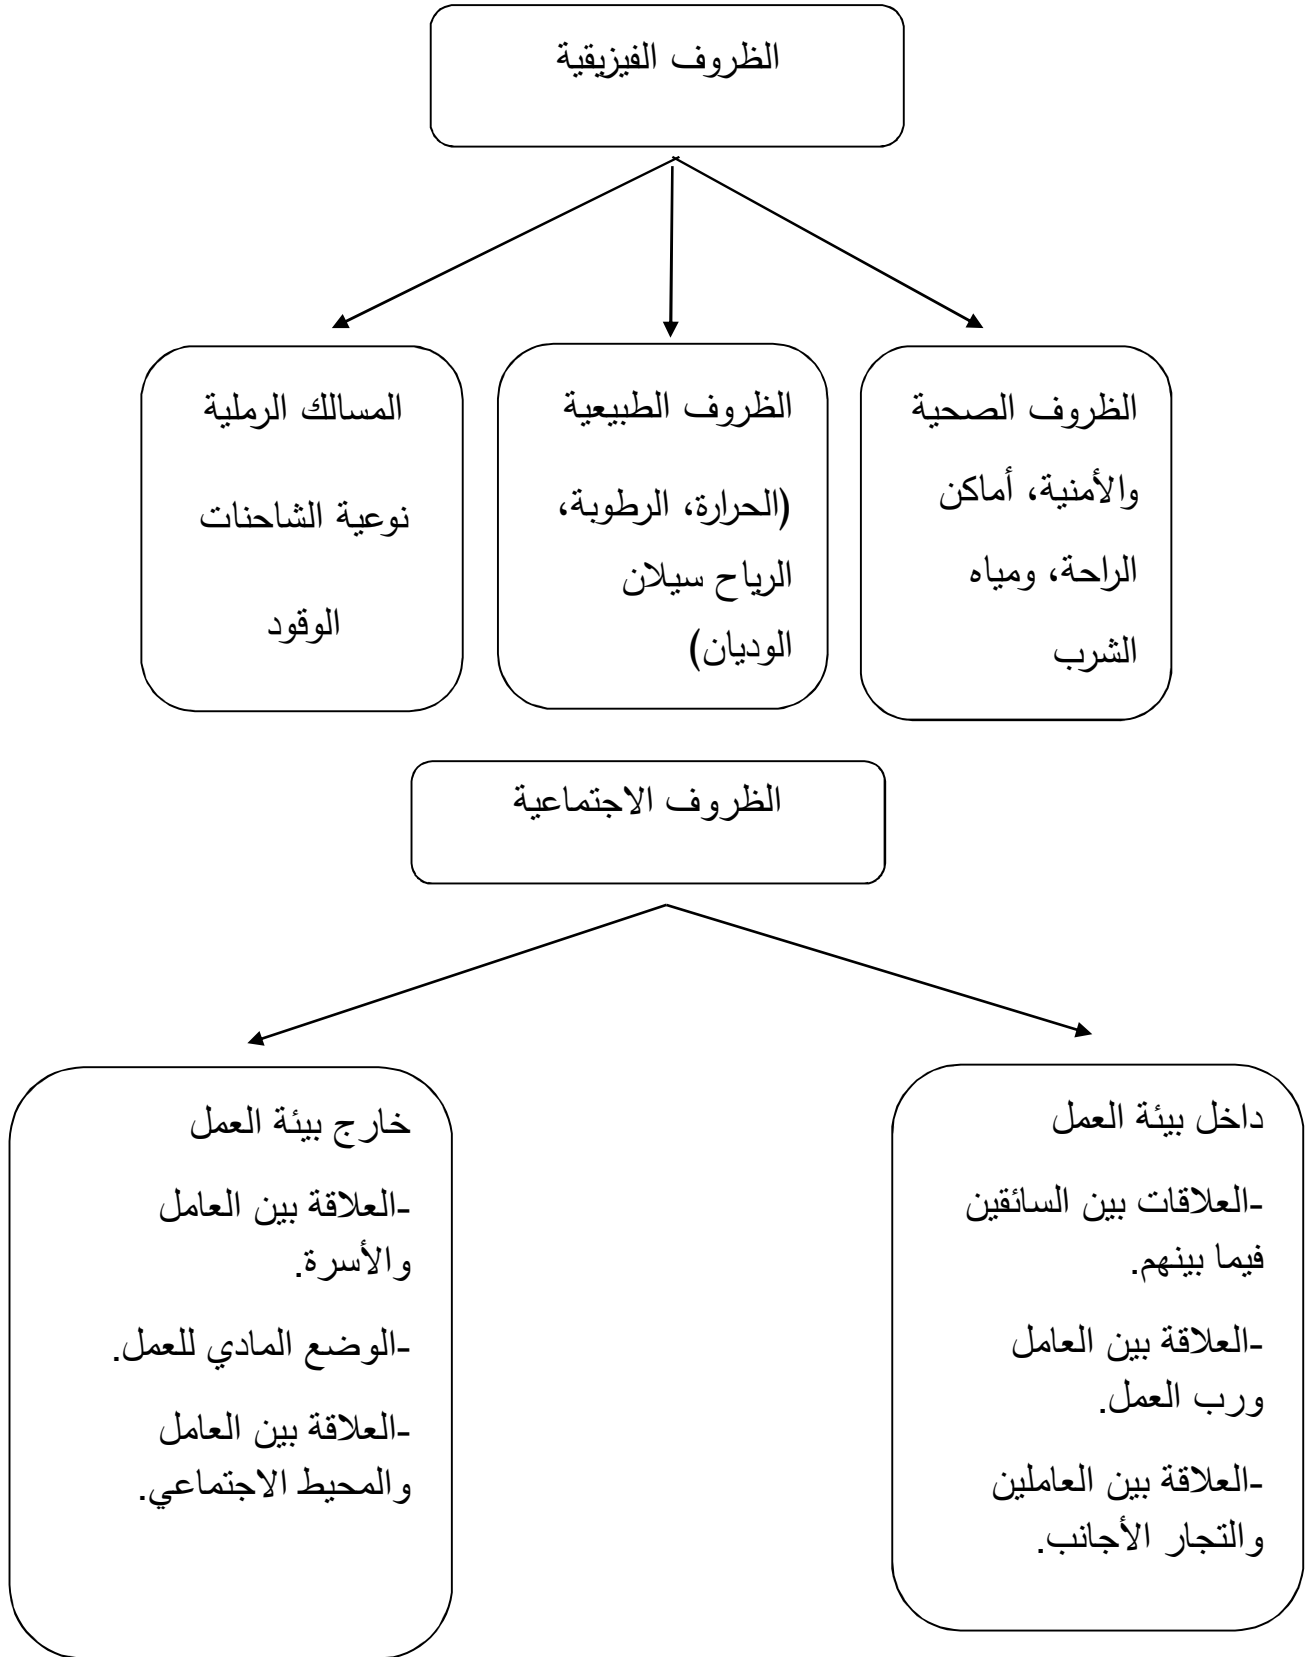 الظروف الفيزيقية
الظروف الصحية
والأمنية، أماكن
الراحة، ومياه
الشرب
الظروف الطبيعية
(الحرارة، الرطوبة،
الرياح سيلان
الوديان)
المسالك الرملية
نوعية الشاحنات
الوقود
الظروف الاجتماعية
داخل بيئة العمل
-العلاقات بين السائقين
فيما بينهم.
-العلاقة بين العامل
ورب العمل.
-العلاقة بين العاملين
والتجار الأجانب.
خارج بيئة العمل
-العلاقة بين العامل
والأسرة.
-الوضع المادي للعمل.
-العلاقة بين العامل
والمحيط الاجتماعي.